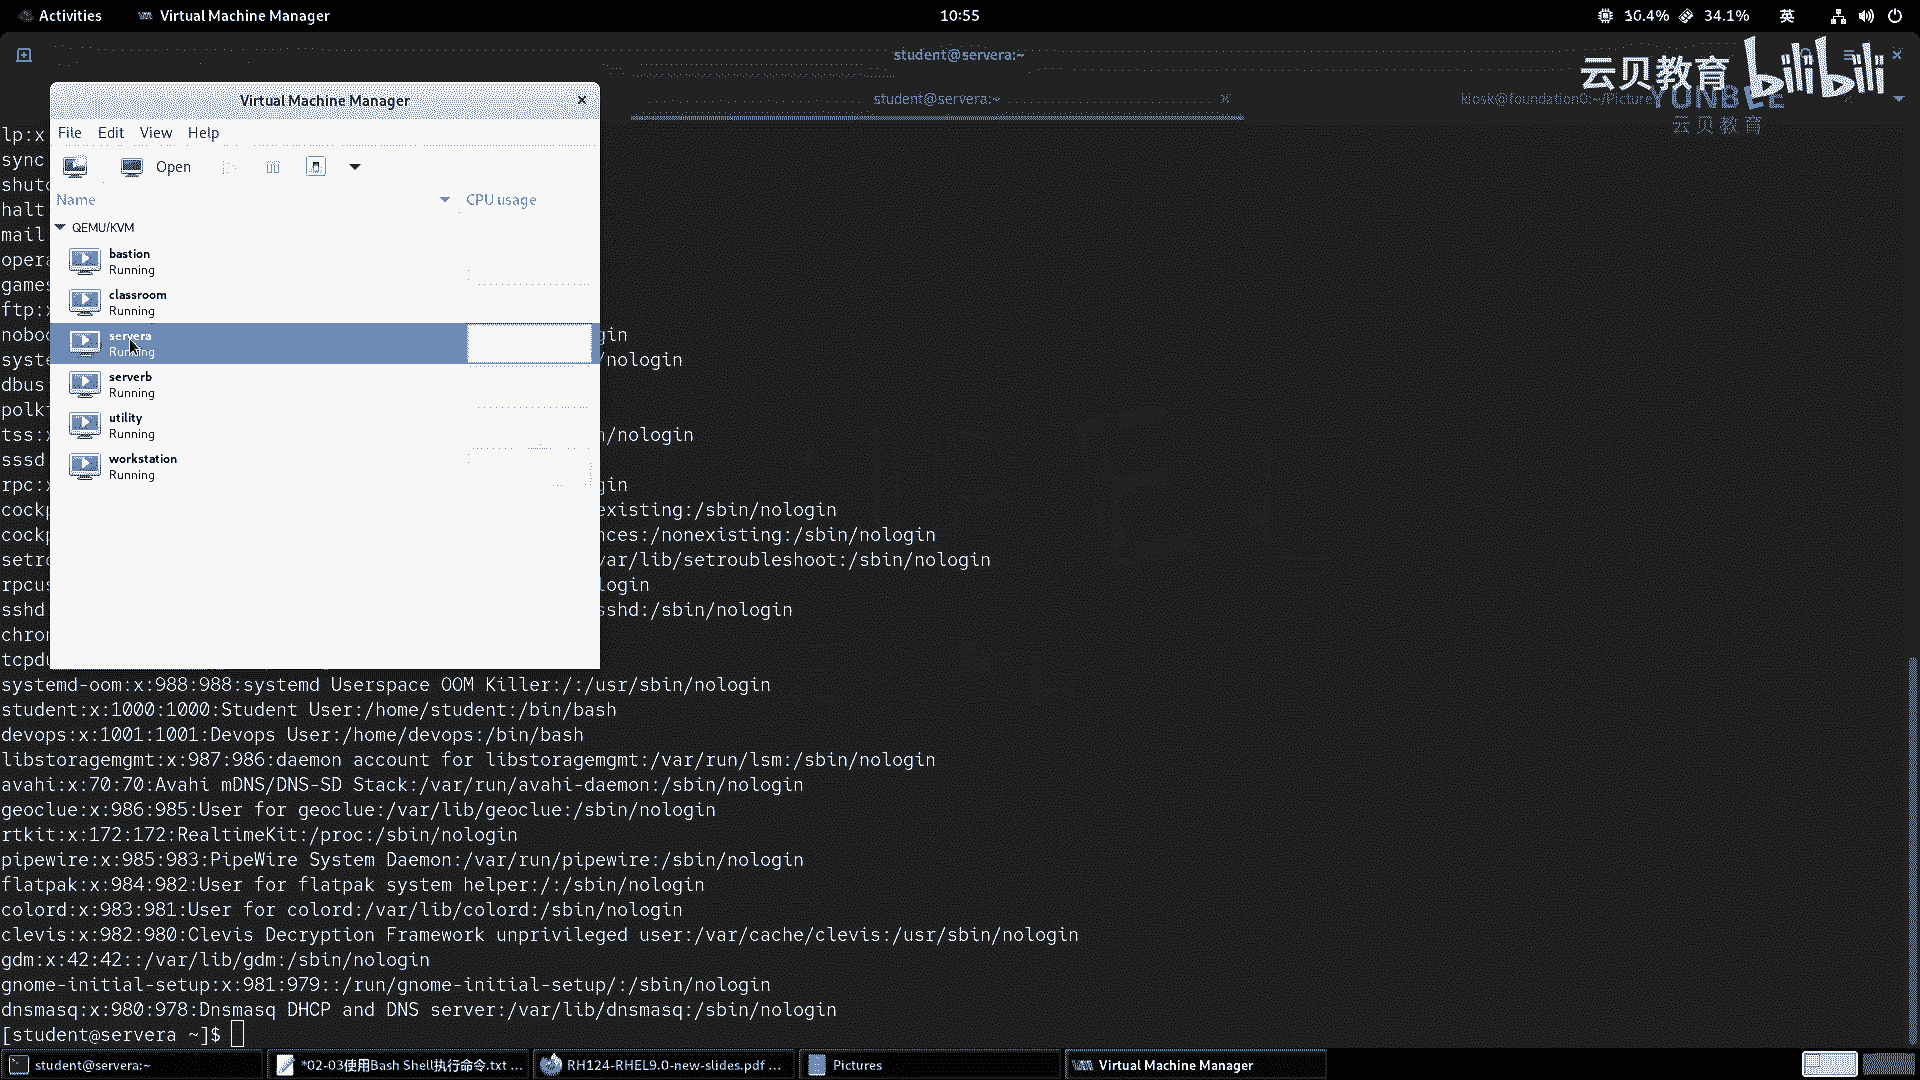 Activities
Virtual Machine Manager
10:55
34.1%
英
student@servera:~
云贝教育 bilibili
student@servera:~
kiosk@foundation0:~/Picture
YUNBEE
云贝教育
Virtual Machine Manager
File Edit View Help
Open
Name
CPU usage
QEMU/KVM
bastion
Running
classroom
Running
servera
Running
serverb
Running
utility
Running
workstation
Running
lp:x
sync
shutd
halt
mail
opera
games
ftp:x
noboc gin
syste /nologin
dbus
polkt
tss:x n/nologin
sssd
rpc:x gin
cockp existing:/sbin/nologin
cockp nces:/nonexisting:/sbin/nologin
setro var/lib/setroubleshoot:/sbin/nologin
rpcus login
sshd sshd:/sbin/nologin
chron
tcpdu
systemd-oom:x:988:988:systemd Userspace OOM Killer:/:/usr/sbin/nologin
student:x:1000:1000:Student User:/home/student:/bin/bash
devops:x:1001:1001:Devops User:/home/devops:/bin/bash
libstoragemgmt:x:987:986:daemon account for libstoragemgmt:/var/run/lsm:/sbin/nologin
avahi:x:70:70:Avahi mDNS/DNS-SD Stack:/var/run/avahi-daemon:/sbin/nologin
geoclue:x:986:985:User for geoclue:/var/lib/geoclue:/sbin/nologin
rtkit:x:172:172:RealtimeKit:/proc:/sbin/nologin
pipewire:x:985:983:PipeWire System Daemon:/var/run/pipewire:/sbin/nologin
flatpak:x:984:982:User for flatpak system helper:/:/sbin/nologin
colord:x:983:981:User for colord:/var/lib/colord:/sbin/nologin
clevis:x:982:980:Clevis Decryption Framework unprivileged user:/var/cache/clevis:/usr/sbin/nologin
gdm:x:42:42::/var/lib/gdm:/sbin/nologin
gnome-initial-setup:x:981:979::/run/gnome-initial-setup/:/sbin/nologin
dnsmasq:x:980:978:Dnsmasq DHCP and DNS server:/var/lib/dnsmasq:/sbin/nologin
[student@servera ~]$
student@servera:~
*02-03使用Bash Shell执行命令.txt ...
RH124-RHEL9.0-new-slides.pdf ...
Pictures
Virtual Machine Manager